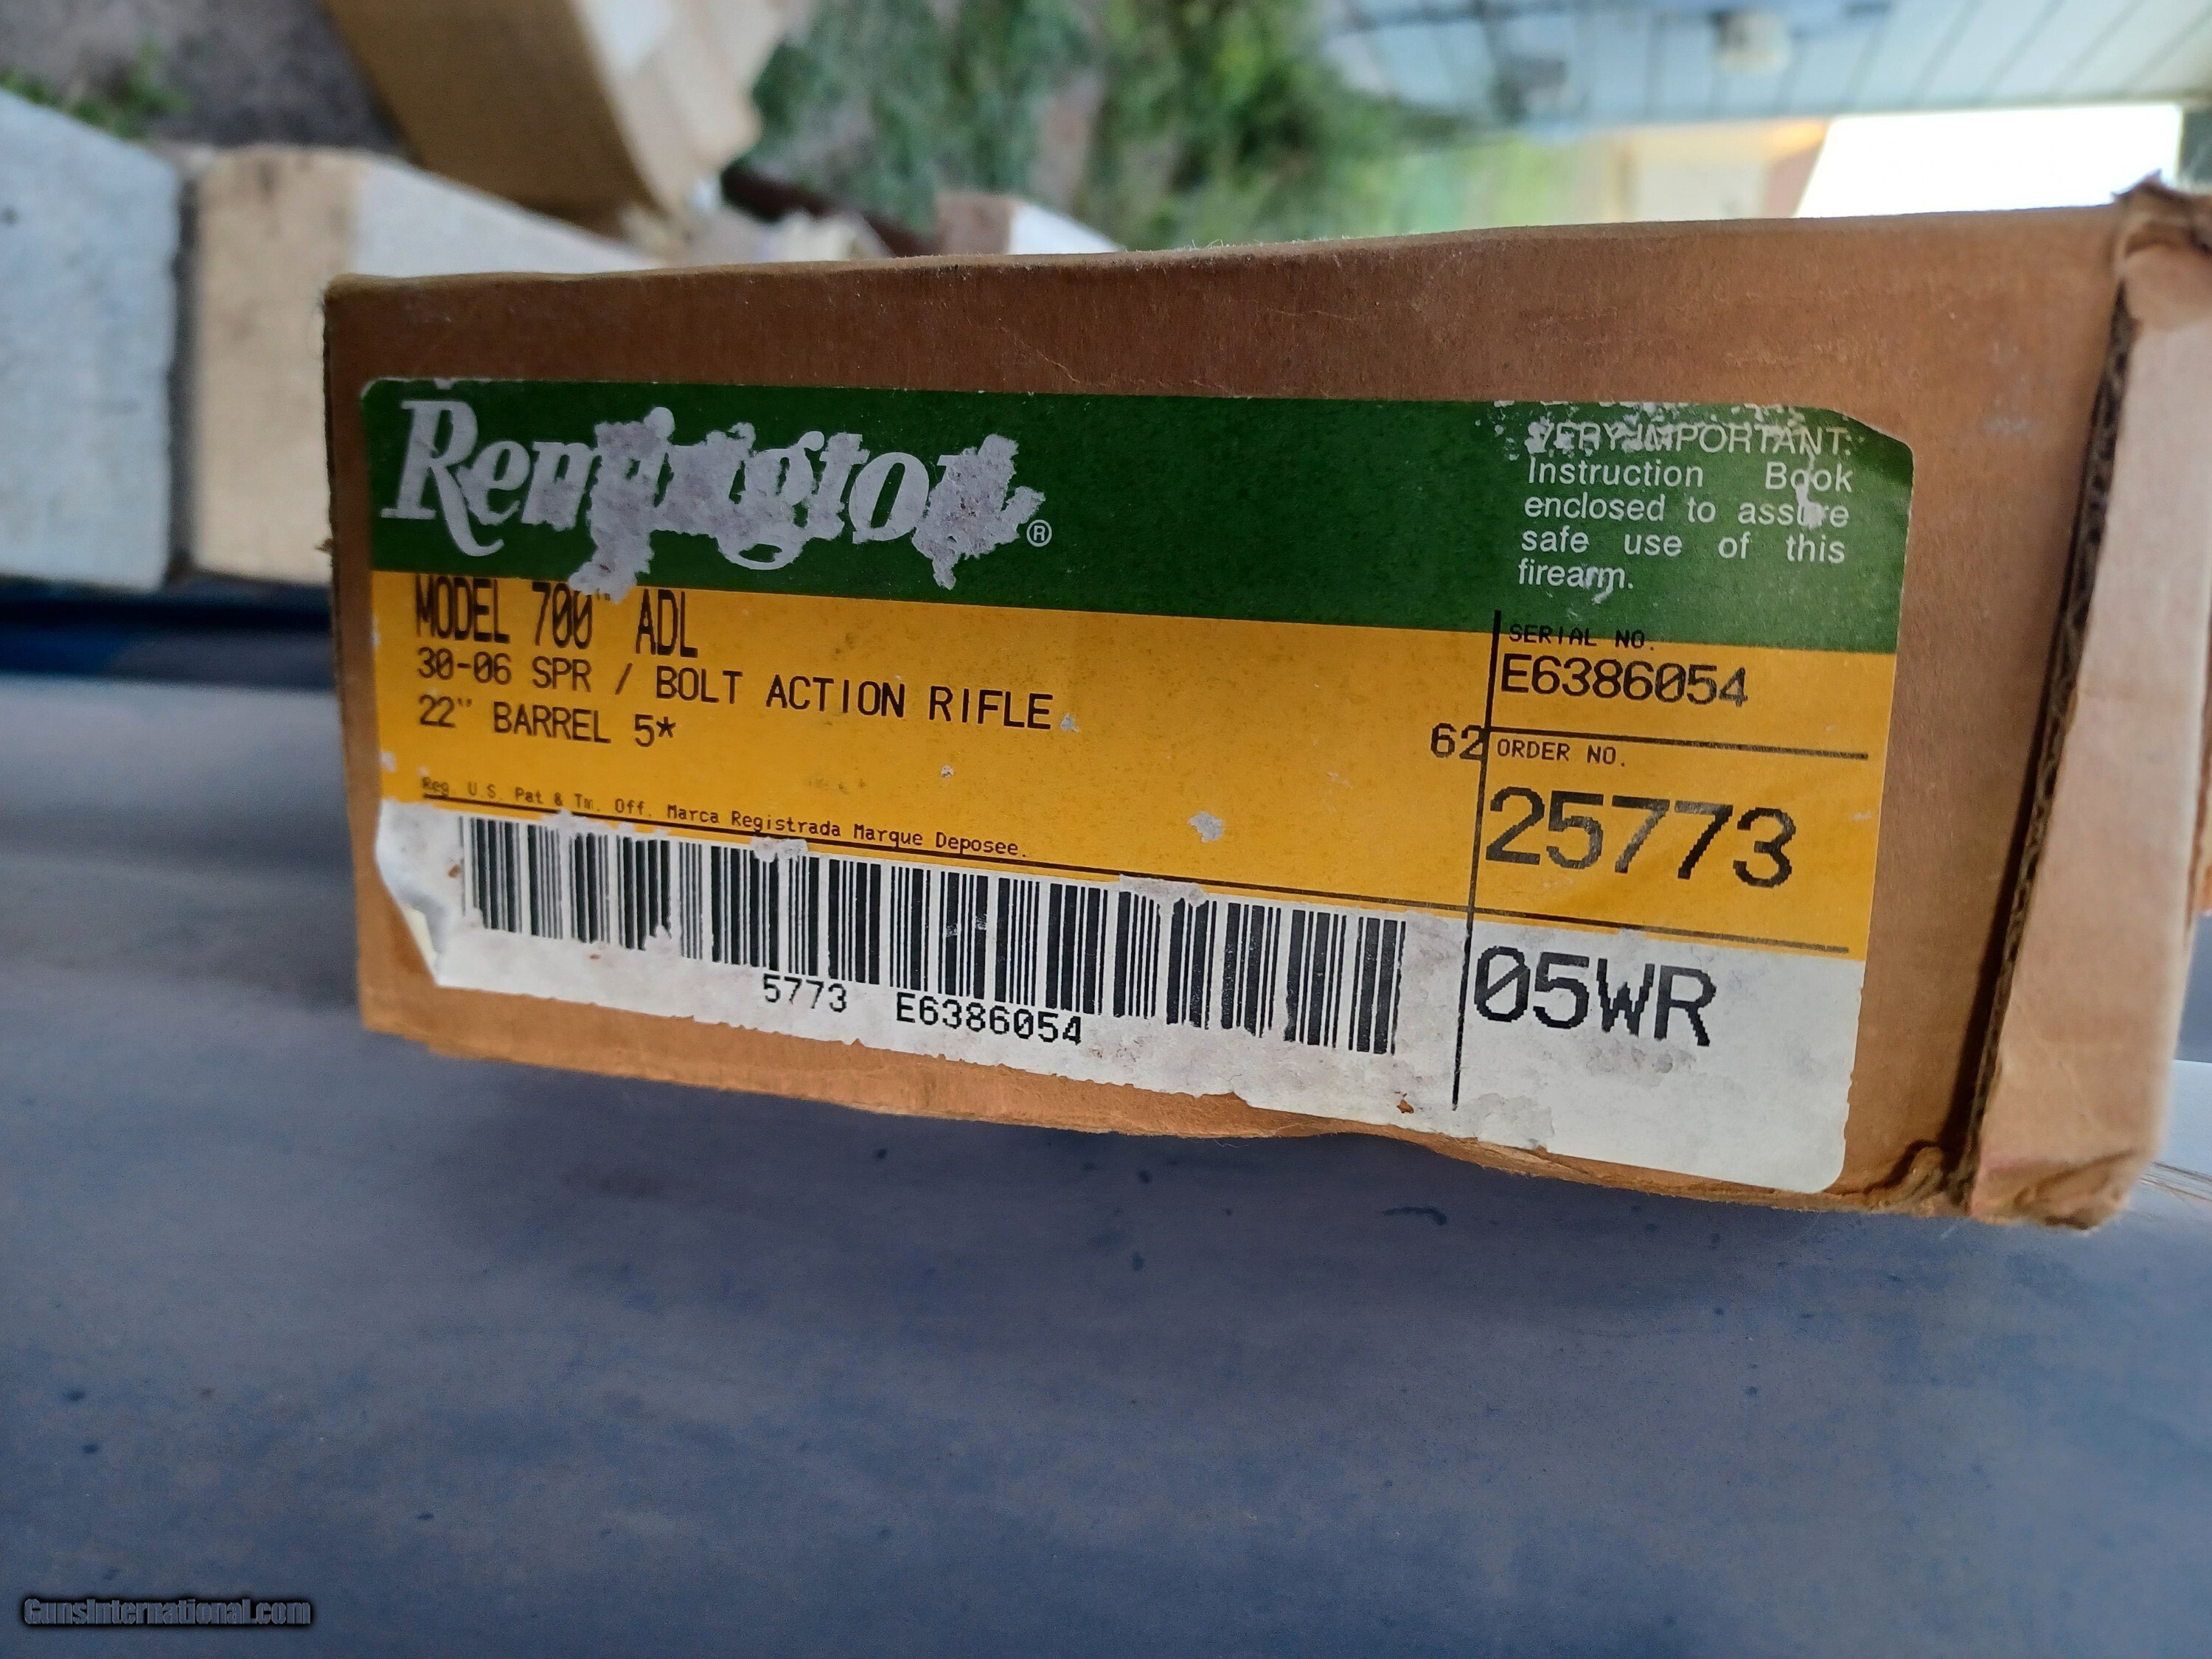 Remington®
VERY IMPORTANT:
Instruction Book
enclosed to assure
safe use of this
firearm.
MODEL 700™ ADL
30-06 SPR / BOLT ACTION RIFLE
22" BARREL 5*
62
SERIAL NO.
E6386054
ORDER NO.
25773
05WR
Reg. U.S. Pat & Tm. Off. Marca Registrada Marque Deposee.
5773 E6386054
GunsInternational.com